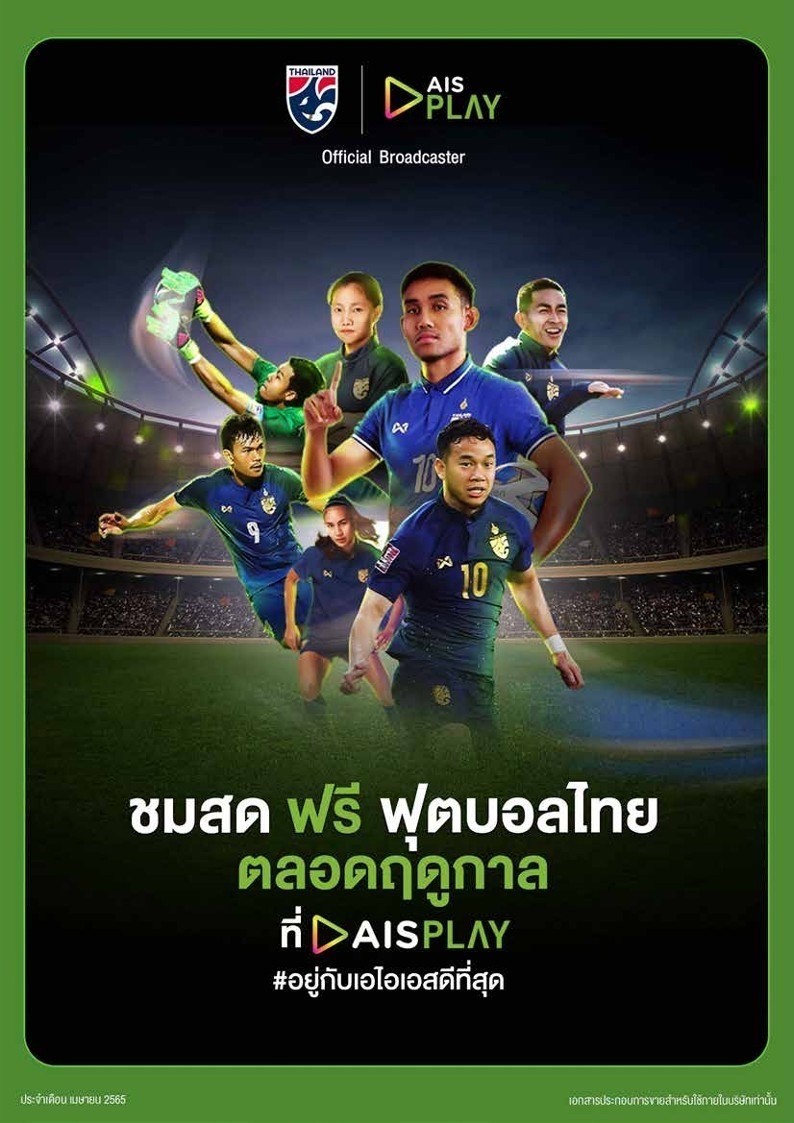 THAILAND
AIS
PLAY
Official Broadcaster
10
9
10
ชมสด ฟรี ฟุตบอลไทย
ตลอดฤดูกาล
ที่ AISPLAY
#อยู่กับเอไอเอสดีที่สุด
ประจำเดือน เมษายน 2565
เอกสารประกอบการขายสำหรับใช้ภายในบริษัทเท่านั้น